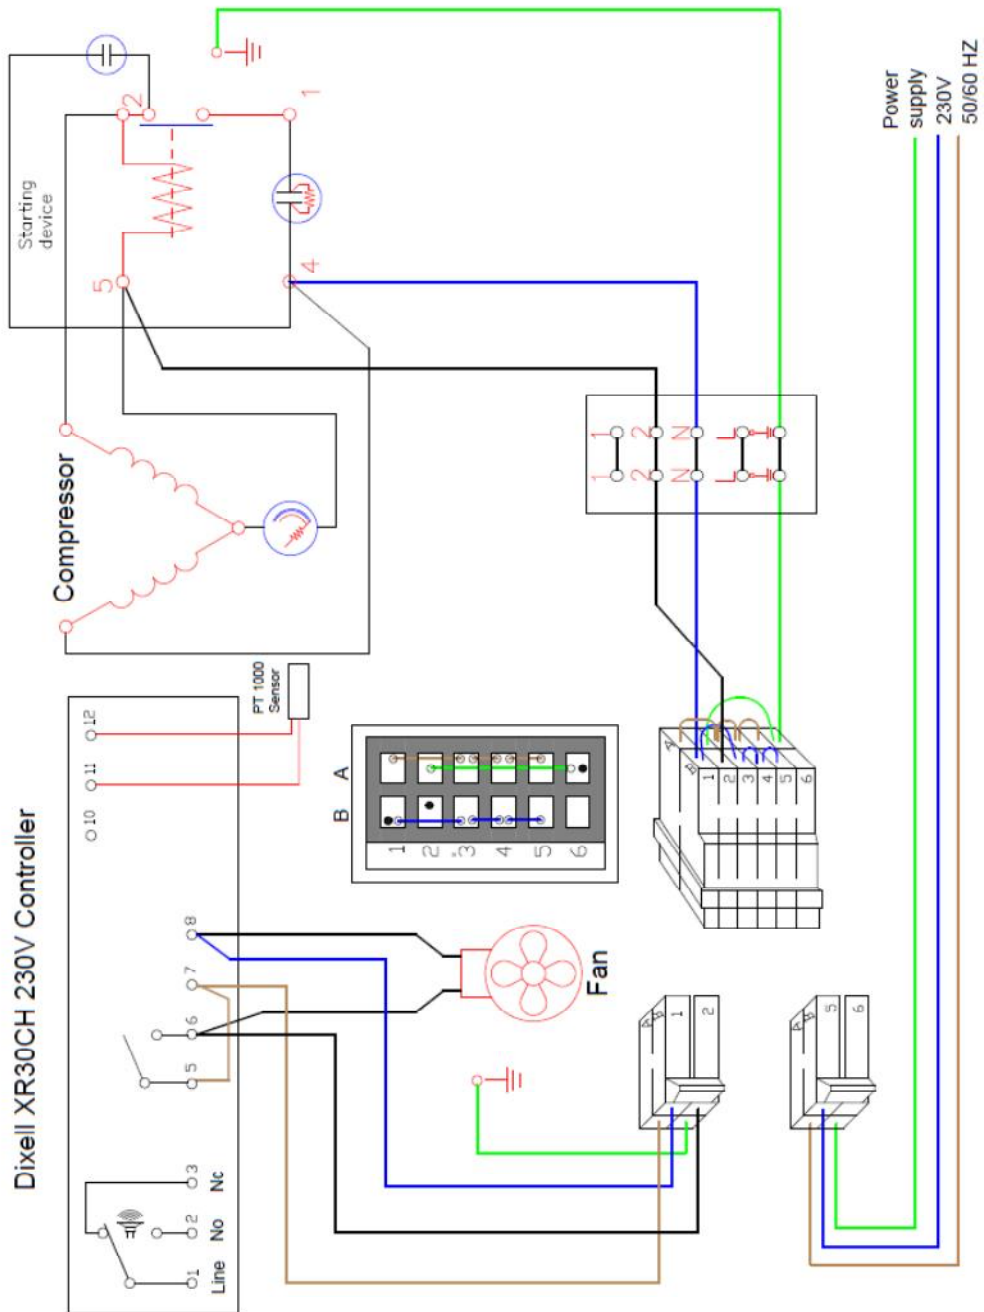 Dixell XR30CH 230V Controller
Line
No
Nc
1
2
3
5
6
7
8
10
11
12
PT 1000
Sensor
Fan
Compressor
Starting
device
2
1
5
4
A
B
1
2
3
4
5
6
1
2
N
L
1
2
N
L
A
B
1
2
3
4
5
6
A
B
1
2
A
B
5
6
Power
supply
230V
50/60 HZ